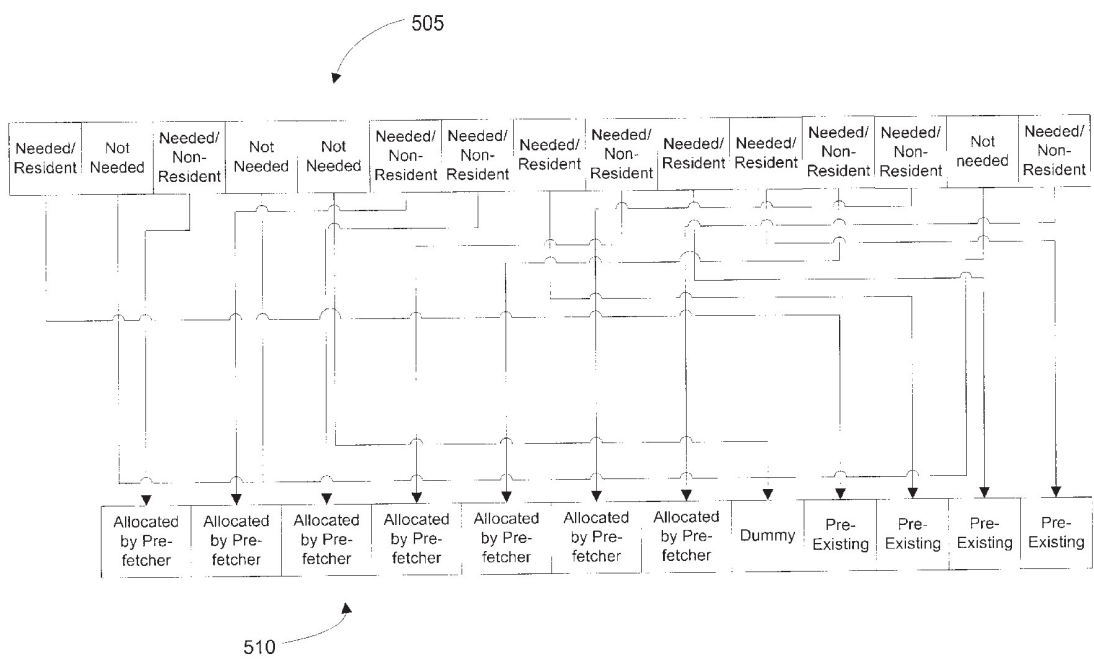 505
Needed/
Resident
Not
Needed
Needed/
Non-
Resident
Not
Needed
Not
Needed
Needed/
Non-
Resident
Needed/
Non-
Resident
Needed/
Resident
Needed/
Non-
Resident
Needed/
Resident
Needed/
Resident
Needed/
Non-
Resident
Needed/
Non-
Resident
Not
needed
Needed/
Non-
Resident
Allocated
by Pre-
fetcher
Allocated
by Pre-
fetcher
Allocated
by Pre-
fetcher
Allocated
by Pre-
fetcher
Allocated
by Pre-
fetcher
Allocated
by Pre-
fetcher
Allocated
by Pre-
fetcher
Dummy
Pre-
Existing
Pre-
Existing
Pre-
Existing
Pre-
Existing
510